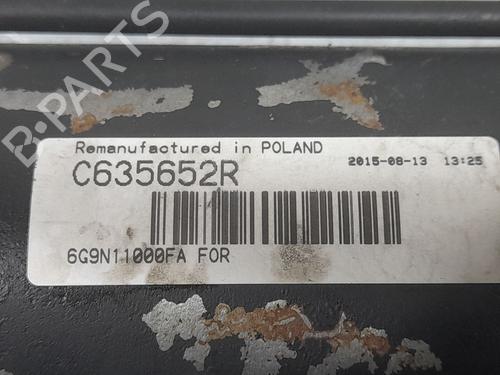 B-PARTS
Remanufactured in POLAND
2015-08-13 13:25
C635652R
6G9N11000FA FOR